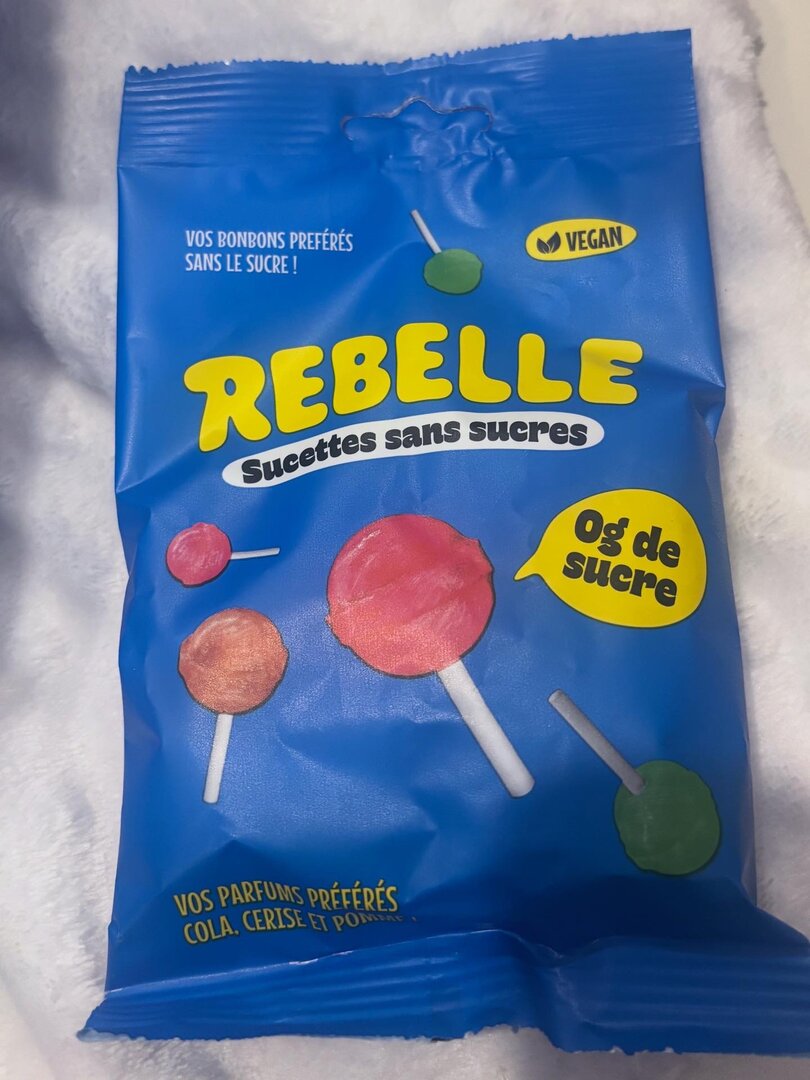 VOS BONBONS PREFÉRÉS
SANS LE SUCRE !
VEGAN
REBELLE
Sucettes sans sucres
0g de
sucre
VOS PARFUMS PRÉFÉRÉS
COLA, CERISE ET POMME !